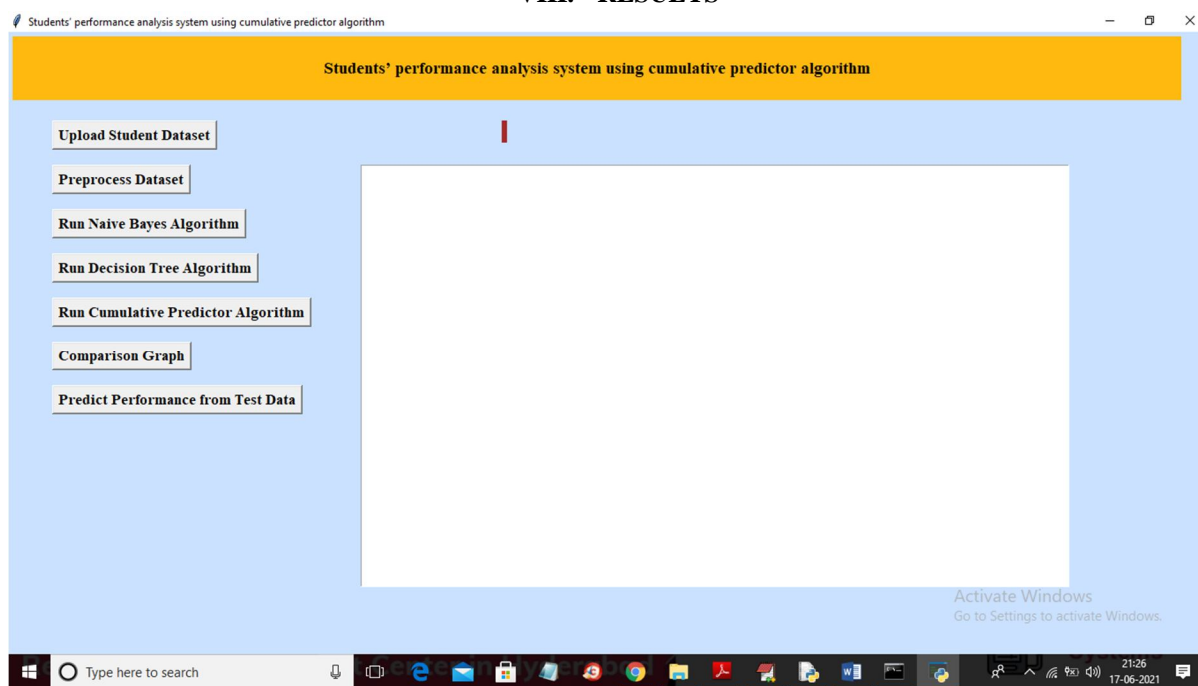 VIII. RESULTS
Students' performance analysis system using cumulative predictor algorithm
Students’ performance analysis system using cumulative predictor algorithm
Upload Student Dataset
Preprocess Dataset
Run Naive Bayes Algorithm
Run Decision Tree Algorithm
Run Cumulative Predictor Algorithm
Comparison Graph
Predict Performance from Test Data
Activate Windows
Go to Settings to activate Windows.
Type here to search
21:26
17-06-2021